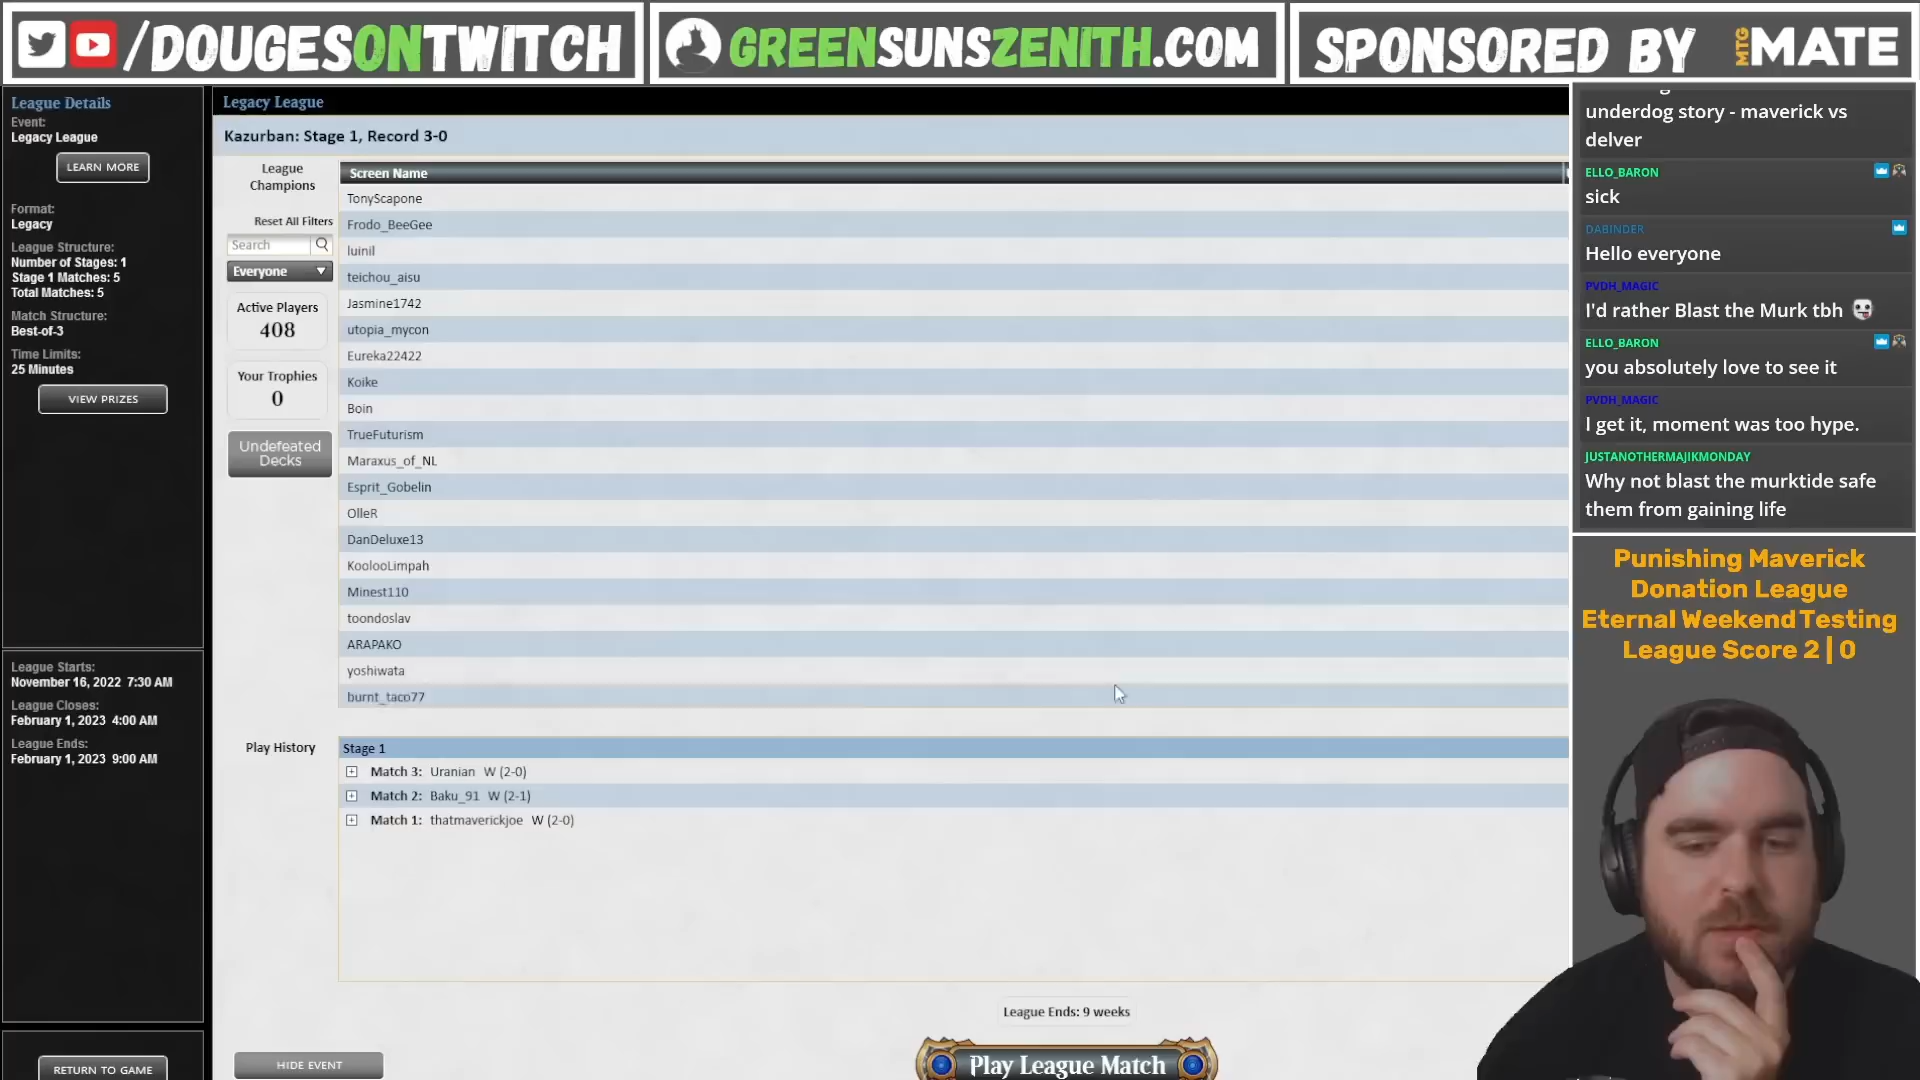 /DOUGESONTWITCH
GREENSUNSZENITH.COM
SPONSORED BY MTG MATE
League Details
Event:
Legacy League
LEARN MORE
Format:
Legacy
League Structure:
Number of Stages: 1
Stage 1 Matches: 5
Total Matches: 5
Match Structure:
Best-of-3
Time Limits:
25 Minutes
VIEW PRIZES
League Starts:
November 16, 2022 7:30 AM
League Closes:
February 1, 2023 4:00 AM
League Ends:
February 1, 2023 9:00 AM
RETURN TO GAME
Legacy League
Kazurban: Stage 1, Record 3-0
League
Champions
Reset All Filters
Search
Everyone
Active Players
408
Your Trophies
0
Undefeated
Decks
Screen Name
TonyScapone
Frodo_BeeGee
luinil
teichou_aisu
Jasmine1742
utopia_mycon
Eureka22422
Koike
Boin
TrueFuturism
Maraxus_of_NL
Esprit_Gobelin
OlleR
DanDeluxe13
KoolooLimpah
Minest110
toondoslav
ARAPAKO
yoshiwata
burnt_taco77
Play History
Stage 1
Match 3: Uranian W (2-0)
Match 2: Baku_91 W (2-1)
Match 1: thatmaverickjoe W (2-0)
League Ends: 9 weeks
HIDE EVENT
Play League Match
underdog story - maverick vs
delver
ELLO_BARON
sick
DABINDER
Hello everyone
PVDH_MAGIC
I'd rather Blast the Murk tbh
ELLO_BARON
you absolutely love to see it
PVDH_MAGIC
I get it, moment was too hype.
JUSTANOTHERMAJIKMONDAY
Why not blast the murktide safe
them from gaining life
Punishing Maverick
Donation League
Eternal Weekend Testing
League Score 2 | 0